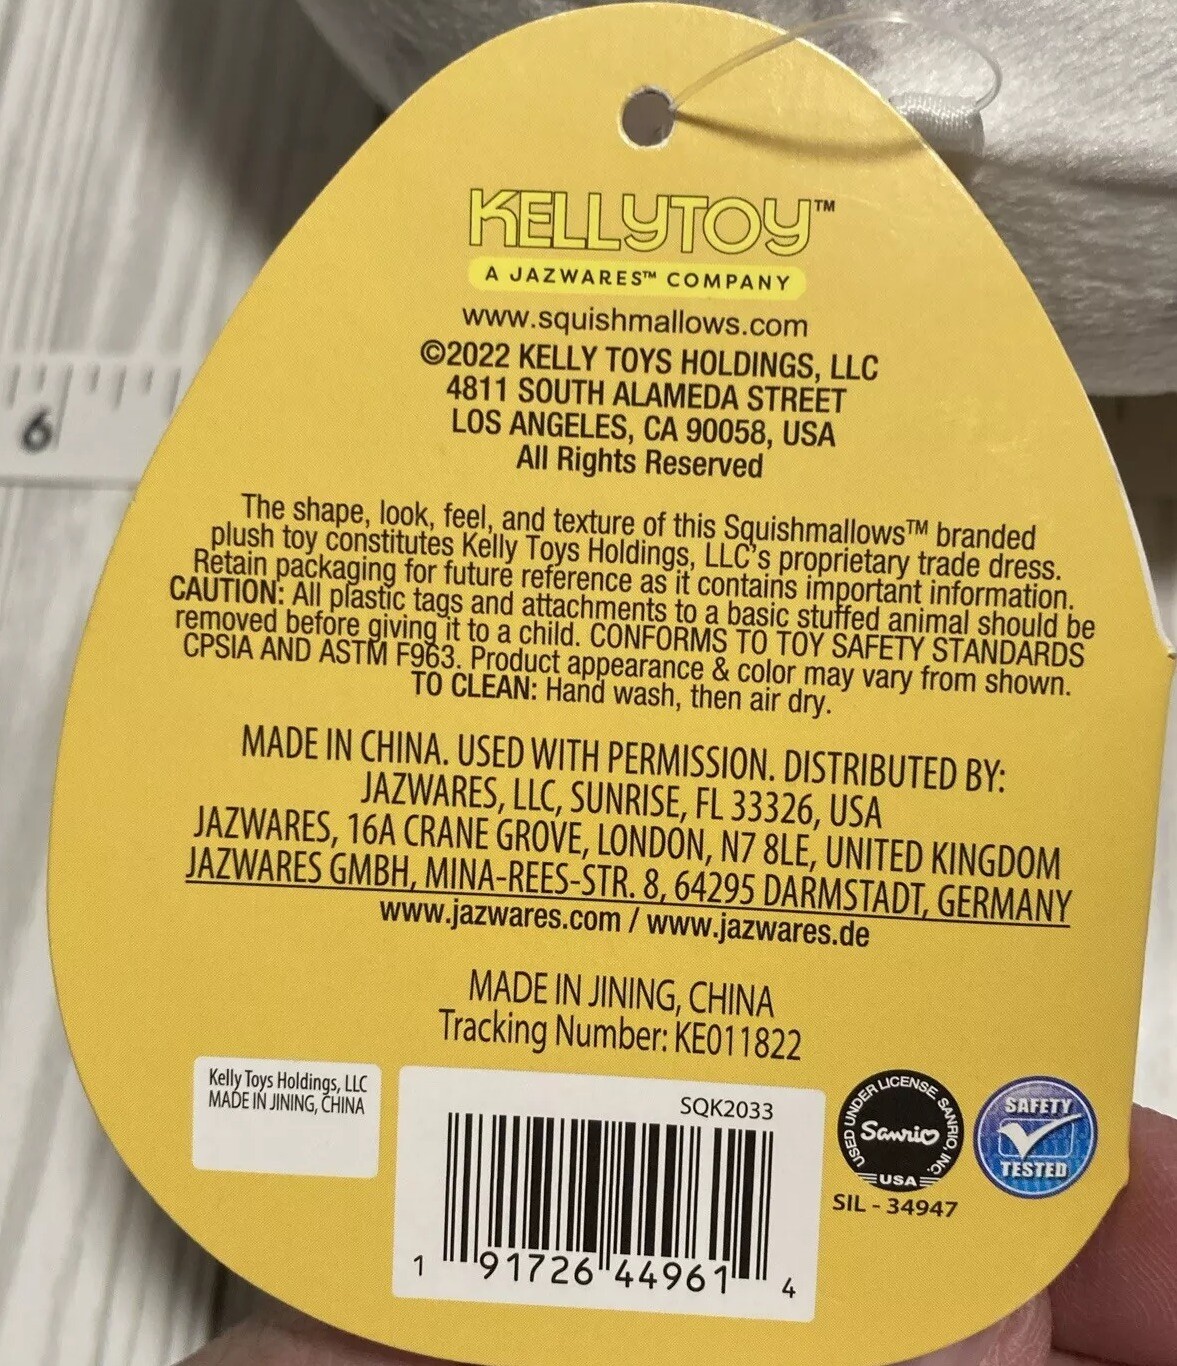 KELLYTOY™
A JAZWARES™ COMPANY
www.squishmallows.com
©2022 KELLY TOYS HOLDINGS, LLC
4811 SOUTH ALAMEDA STREET
LOS ANGELES, CA 90058, USA
All Rights Reserved
The shape, look, feel, and texture of this Squishmallows™ branded
plush toy constitutes Kelly Toys Holdings, LLC's proprietary trade dress.
Retain packaging for future reference as it contains important information.
CAUTION: All plastic tags and attachments to a basic stuffed animal should be
removed before giving it to a child. CONFORMS TO TOY SAFETY STANDARDS
CPSIA AND ASTM F963. Product appearance & color may vary from shown.
TO CLEAN: Hand wash, then air dry.
MADE IN CHINA. USED WITH PERMISSION. DISTRIBUTED BY:
JAZWARES, LLC, SUNRISE, FL 33326, USA
JAZWARES, 16A CRANE GROVE, LONDON, N7 8LE, UNITED KINGDOM
JAZWARES GMBH, MINA-REES-STR. 8, 64295 DARMSTADT, GERMANY
www.jazwares.com / www.jazwares.de
MADE IN JINING, CHINA
Tracking Number: KE011822
Kelly Toys Holdings, LLC
MADE IN JINING, CHINA
SQK2033
1 91726 44961 4
USED UNDER LICENSE SANRIO, INC.
Sanrio
USA
SIL - 34947
SAFETY
TESTED
6